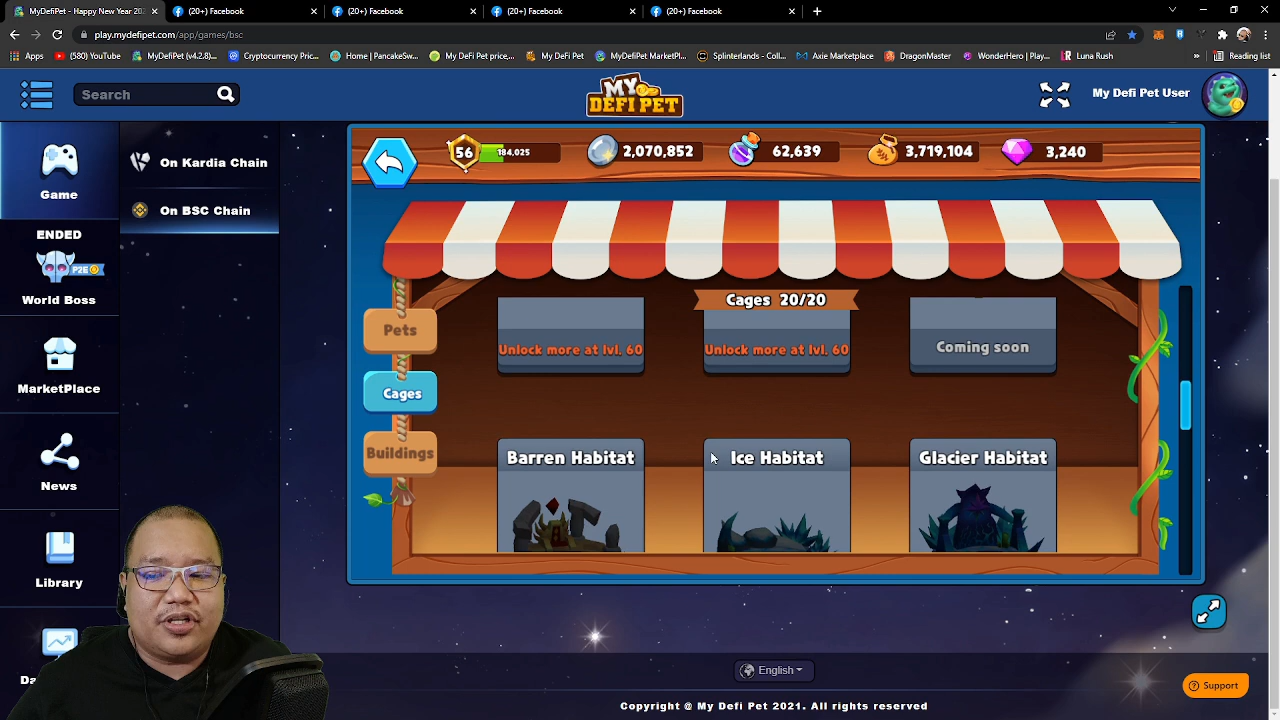 MyDefiPet - Happy New Year 202
(20+) Facebook
(20+) Facebook
(20+) Facebook
(20+) Facebook
play.mydefipet.com/app/games/bsc
Apps
(580) YouTube
MyDefiPet (v4.2.8)...
Cryptocurrency Pric...
Home | PancakeSw...
My DeFi Pet price,...
My DeFi Pet
MyDefiPet MarketPl...
Splinterlands - Coll...
Axie Marketplace
DragonMaster
WonderHero | Play...
Luna Rush
Reading list
Search
MY DEFI PET
My Defi Pet User
Game
On Kardia Chain
On BSC Chain
ENDED
P2E
World Boss
MarketPlace
News
Library
56
184,025
2,070,852
62,639
3,719,104
3,240
Cages 20/20
Pets
Cages
Buildings
Unlock more at lvl. 60
Unlock more at lvl. 60
Coming soon
Barren Habitat
Ice Habitat
Glacier Habitat
English
Support
Copyright @ My Defi Pet 2021. All rights reserved